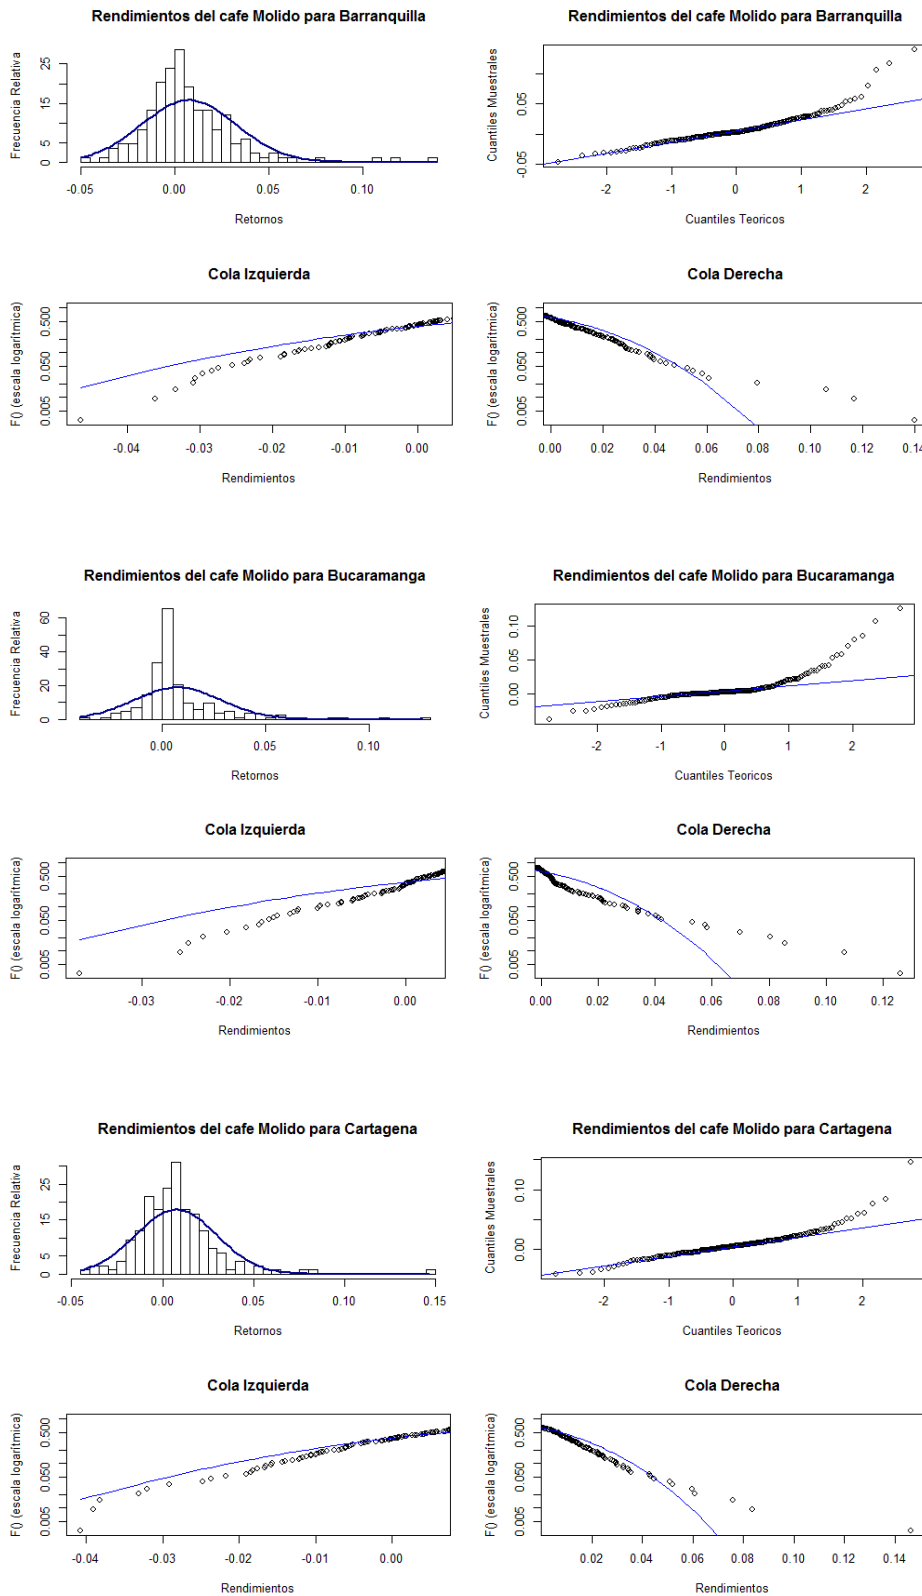 Rendimientos del cafe Molido para Barranquilla
Frecuencia Relativa
5 15 25
-0.05 0.00 0.05 0.10
Retornos
Rendimientos del cafe Molido para Barranquilla
Cuantiles Muestrales
-0.05 0.05
-2 -1 0 1 2
Cuantiles Teoricos
Cola Izquierda
F() (escala logarítmica)
0.005 0.050 0.500
-0.04 -0.03 -0.02 -0.01 0.00
Rendimientos
Cola Derecha
F() (escala logarítmica)
0.005 0.050 0.500
0.00 0.02 0.04 0.06 0.08 0.10 0.12 0.14
Rendimientos
Rendimientos del cafe Molido para Bucaramanga
Frecuencia Relativa
0 20 40 60
0.00 0.05 0.10
Retornos
Rendimientos del cafe Molido para Bucaramanga
Cuantiles Muestrales
0.00 0.05 0.10
-2 -1 0 1 2
Cuantiles Teoricos
Cola Izquierda
F() (escala logarítmica)
0.005 0.050 0.500
-0.03 -0.02 -0.01 0.00
Rendimientos
Cola Derecha
F() (escala logarítmica)
0.005 0.050 0.500
0.00 0.02 0.04 0.06 0.08 0.10 0.12
Rendimientos
Rendimientos del cafe Molido para Cartagena
Frecuencia Relativa
0 5 15 25
-0.05 0.00 0.05 0.10 0.15
Retornos
Rendimientos del cafe Molido para Cartagena
Cuantiles Muestrales
0.00 0.10
-2 -1 0 1 2
Cuantiles Teoricos
Cola Izquierda
F() (escala logarítmica)
0.005 0.050 0.500
-0.04 -0.03 -0.02 -0.01 0.00
Rendimientos
Cola Derecha
F() (escala logarítmica)
0.005 0.050 0.500
0.02 0.04 0.06 0.08 0.10 0.12 0.14
Rendimientos